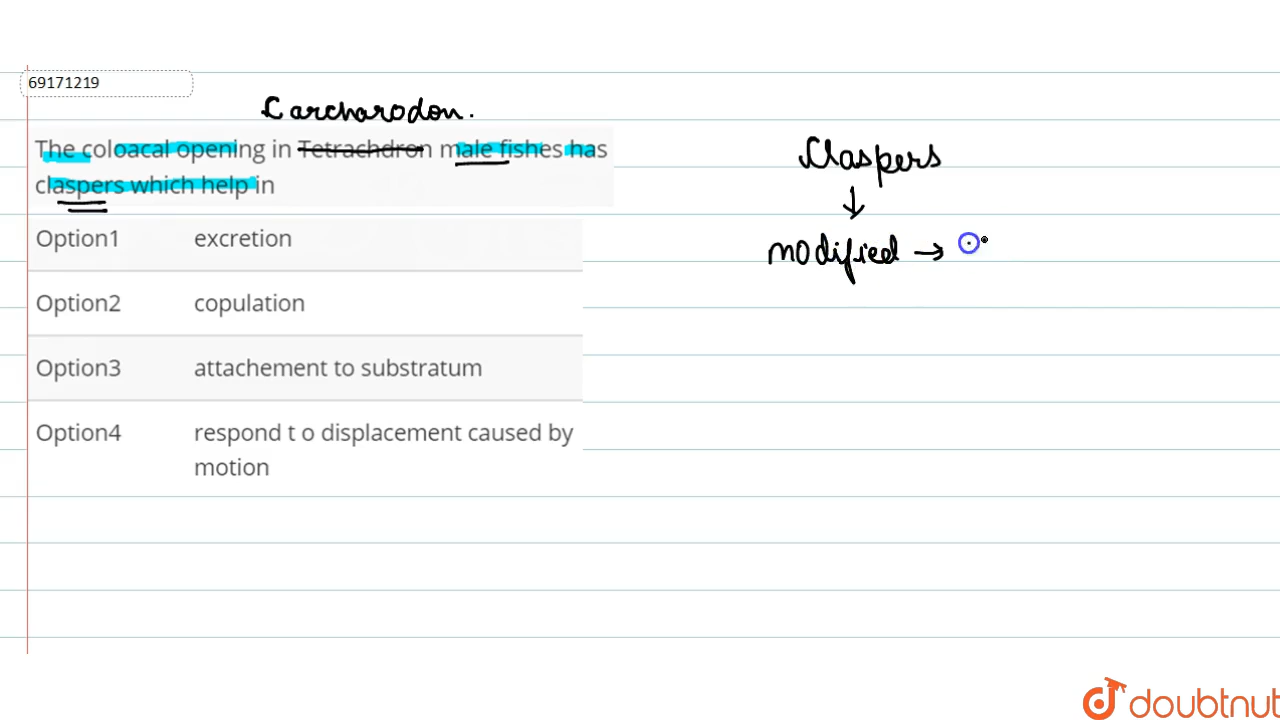 69171219
Carcharodon.
The coloacal opening in Tetrachdron male fishes has
claspers which help in
Option1 excretion
Option2 copulation
Option3 attachement to substratum
Option4 respond t o displacement caused by
motion
Claspers
↓
modified →
doubtnut